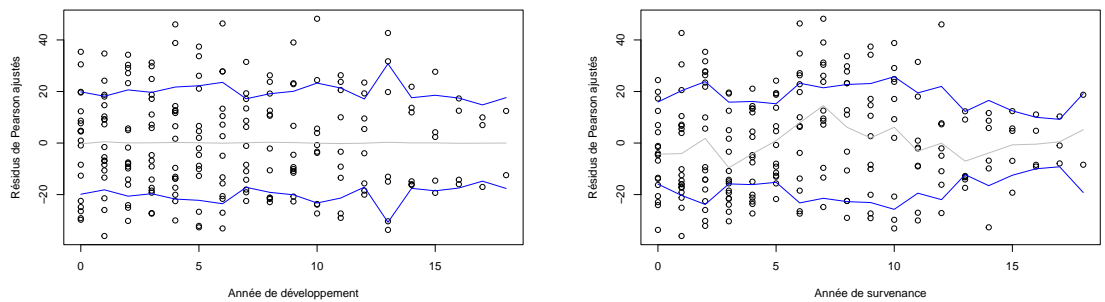 Résidus de Pearson ajustés
-20 0 20 40
0 5 10 15
Année de développement
Résidus de Pearson ajustés
-20 0 20 40
0 5 10 15
Année de survenance